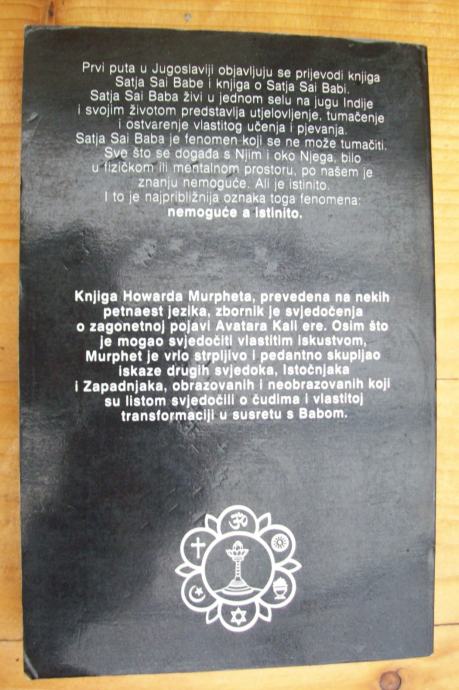 Prvi puta u Jugoslaviji objavljuju se prijevodi knjiga
Satja Sai Babe i knjiga o Satja Sai Babi.
Satja Sai Baba živi u jednom selu na jugu Indije
i svojim životom predstavlja utjelovljenje, tumačenje
i ostvarenje vlastitog učenja i pjevanja.
Satja Sai Baba je fenomen koji se ne može tumačiti.
Sve što se događa s Njim i oko Njega, bilo
u fizičkom ili mentalnom prostoru, po našem je
znanju nemoguće. Ali je istinito.
I to je najpribližnija oznaka toga fenomena:
nemoguće a istinito.
Knjiga Howarda Murpheta, prevedena na nekih
petnaest jezika, zbornik je svjedočenja
o zagonetnoj pojavi Avatara Kali ere. Osim što
je mogao svjedočiti vlastitim iskustvom,
Murphet je vrlo strpljivo i pedantno skupljao
iskaze drugih svjedoka, Istočnjaka
i Zapadnjaka, obrazovanih i neobrazovanih koji
su listom svjedočili o čudima i vlastitoj
transformaciji u susretu s Babom.
ॐ